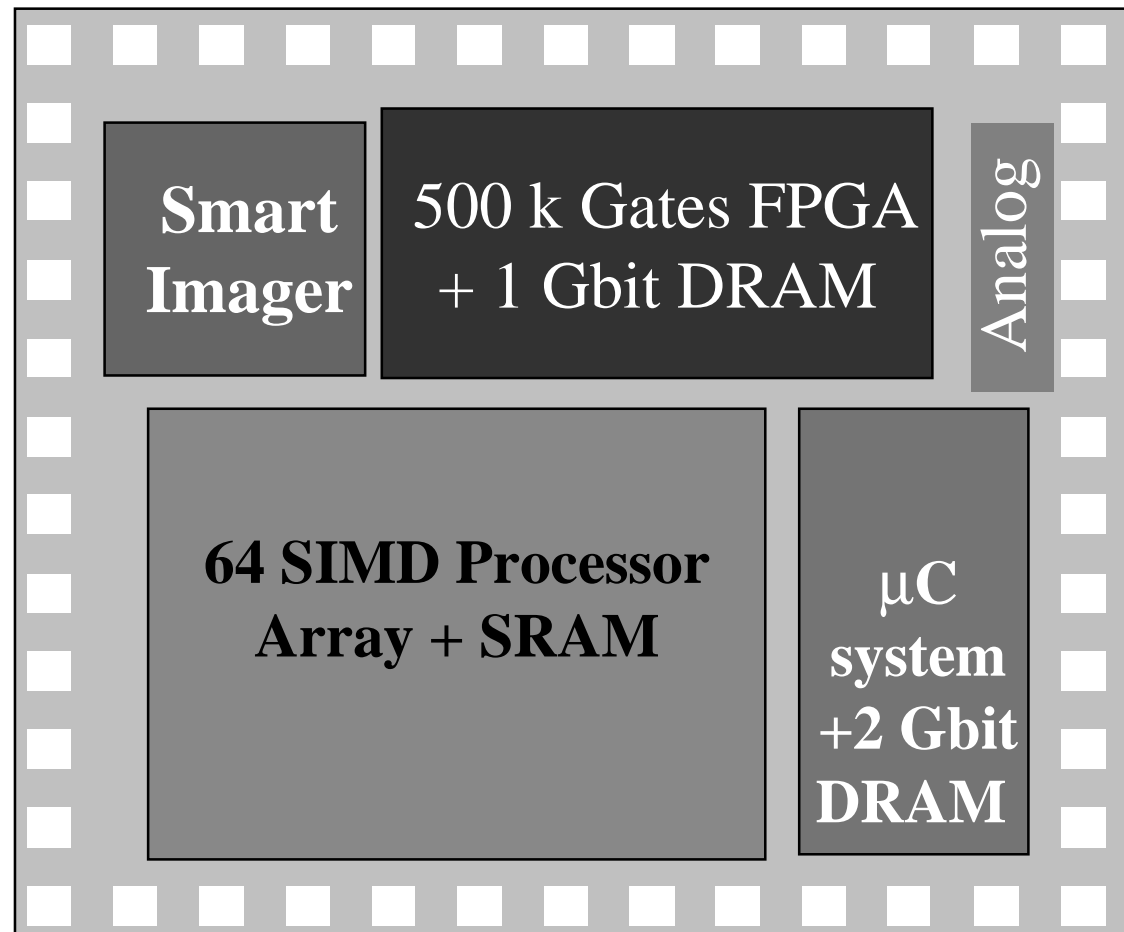 Smart
Imager
500 k Gates FPGA
+ 1 Gbit DRAM
Analog
64 SIMD Processor
Array + SRAM
μC
system
+2 Gbit
DRAM